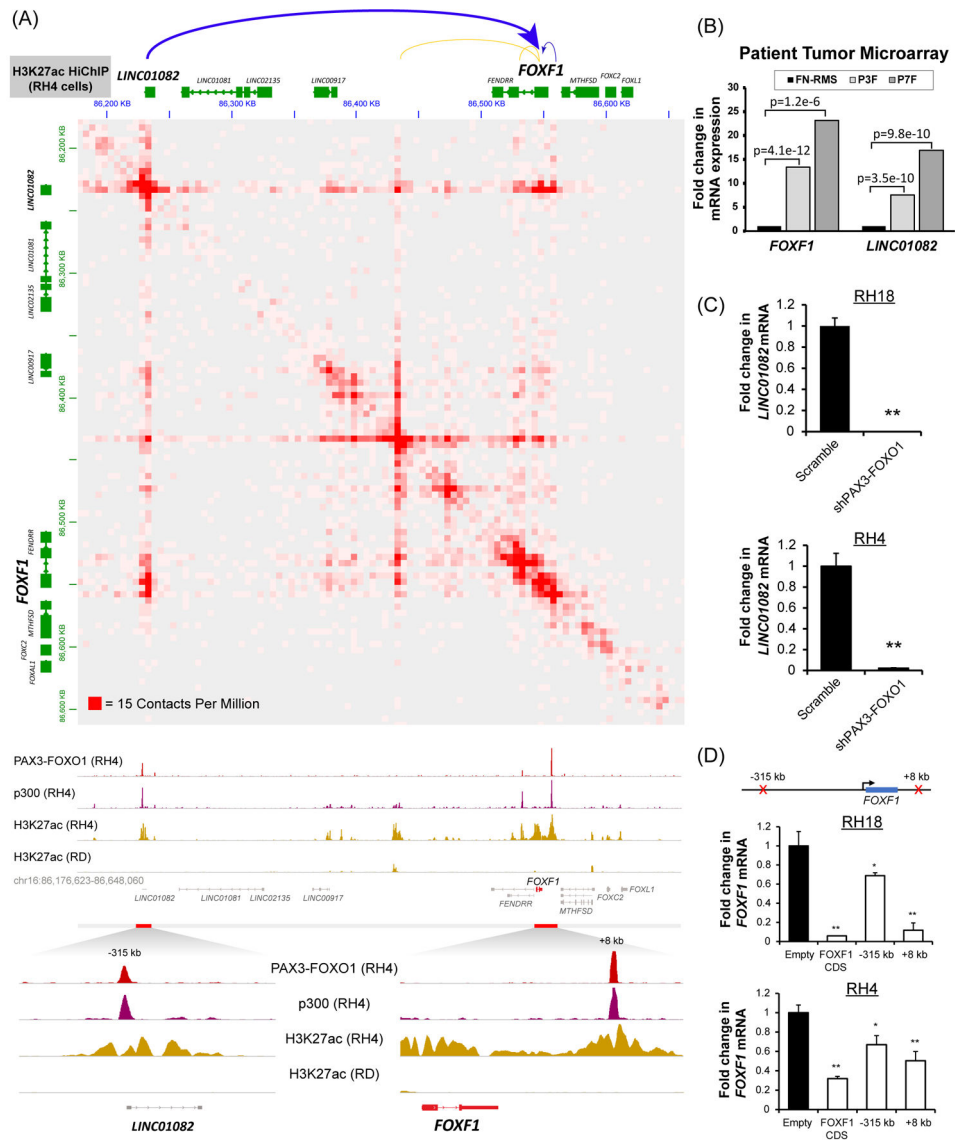 (A)
H3K27ac HiChIP
(RH4 cells)
LINC01082
LINC01081
LINC02135
LINC00917
FENDRR
FOXF1
MTHFSD
FOXC2
FOXL1
86,200 KB
86,300 KB
86,400 KB
86,500 KB
86,600 KB
86,200 KB
LINC01082
LINC01081
86,300 KB
LINC02135
LINC00917
86,400 KB
86,500 KB
FENDRR
FOXF1
MTHFSD
86,600 KB
FOXC2
FOXAL1
86,600 KB
= 15 Contacts Per Million
PAX3-FOXO1 (RH4)
p300 (RH4)
H3K27ac (RH4)
H3K27ac (RD)
chr16:86,176,623-86,648,060
LINC01082
LINC01081
LINC02135
LINC00917
FENDRR
FOXF1
MTHFSD
FOXC2
FOXL1
-315 kb
+8 kb
PAX3-FOXO1 (RH4)
p300 (RH4)
H3K27ac (RH4)
H3K27ac (RD)
LINC01082
FOXF1
(B)
Patient Tumor Microarray
FN-RMS P3F P7F
Fold change in
mRNA expression
30
25
20
15
10
5
0
p=1.2e-6
p=4.1e-12
p=9.8e-10
p=3.5e-10
FOXF1 LINC01082
(C)
RH18
Fold change in
LINC01082 mRNA
1.2
1
0.8
0.6
0.4
0.2
0
**
Scramble
shPAX3-FOXO1
RH4
Fold change in
LINC01082 mRNA
1.2
1
0.8
0.6
0.4
0.2
0
**
Scramble
shPAX3-FOXO1
(D)
-315 kb
+8 kb
FOXF1
RH18
Fold change in
FOXF1 mRNA
1.2
1
0.8
0.6
0.4
0.2
0
** * **
Empty FOXF1 -315 kb +8 kb
CDS
RH4
Fold change in
FOXF1 mRNA
1.2
1
0.8
0.6
0.4
0.2
0
** * **
Empty FOXF1 -315 kb +8 kb
CDS